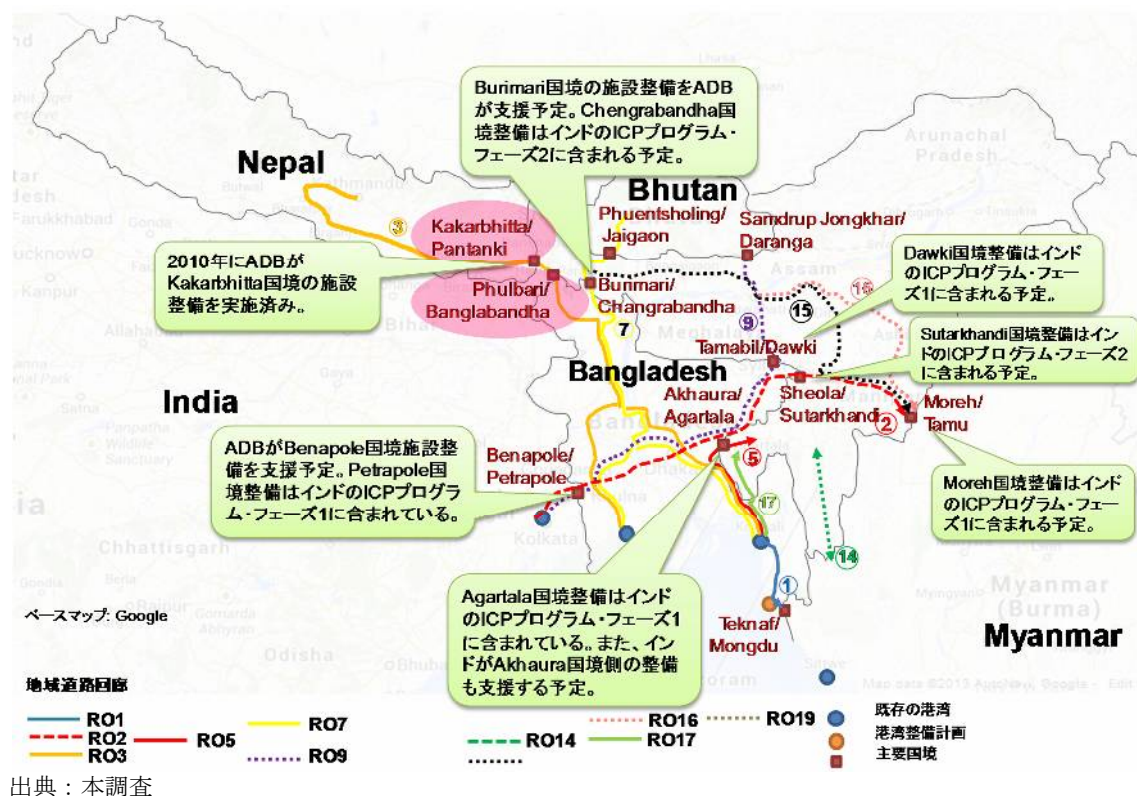 Burimari国境の施設整備をADB
が支援予定。Chengrabandha国
境整備はインドのICPプログラム・
フェーズ2に含まれる予定。
Nepal
Bhutan
Arunachal
Pradesh
Kakarbhitta/
Pantanki
3
Phuentsholing/
Jaigaon
Samdrup Jongkhar/
Daranga
2010年にADBが
Kakarbhitta国境の施設
整備を実施済み。
Phulbari/
Banglabandha
Burimari/
Changrabandha
7
9
15
16
Dawki国境整備はインド
のICPプログラム・フェー
ズ1に含まれる予定。
Tamabil/Dawki
Sutarkhandi国境整備はイン
ドのICPプログラム・フェーズ2
に含まれる予定。
India
Bangladesh
Akhaura/
Agartala
Sheola/
Sutarkhandi
Moreh/
Tamu
2
5
ADBがBenapole国境施設整
備を支援予定。Petrapole国
境整備はインドのICPプログラ
ム・フェーズ1に含まれている。
Benapole/
Petrapole
17
Moreh国境整備はインド
のICPプログラム・フェー
ズ1に含まれる予定。
Kolkata
Chhattisgarh
14
Agartala国境整備はインド
のICPプログラム・フェーズ1
に含まれている。また、イン
ドがAkhaura国境側の整備
も支援する予定。
1
Teknaf/
Mongdu
Myanmar
(Burma)
Myanmar
ベースマップ: Google
Raipur
Odisha
Map data ©2013 AutoNavi, Google - Edit
地域道路回廊
RO1
RO2
RO3
RO5
RO7
RO9
RO14
RO16
RO17
RO19
既存の港湾
港湾整備計画
主要国境
出典：本調査